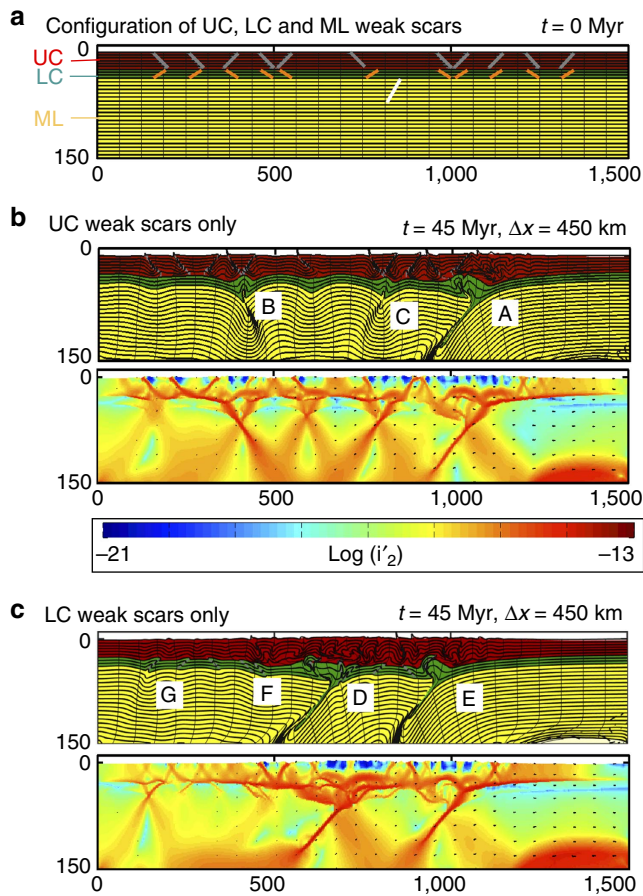 a Configuration of UC, LC and ML weak scars t = 0 Myr
0
UC
LC
ML
150
0 500 1,000 1,500
b UC weak scars only t = 45 Myr, Δx = 450 km
0
B C A
150
0
150
0 500 1,000 1,500
–21 Log (i′2) –13
c LC weak scars only t = 45 Myr, Δx = 450 km
0
G F D E
150
0
150
0 500 1,000 1,500